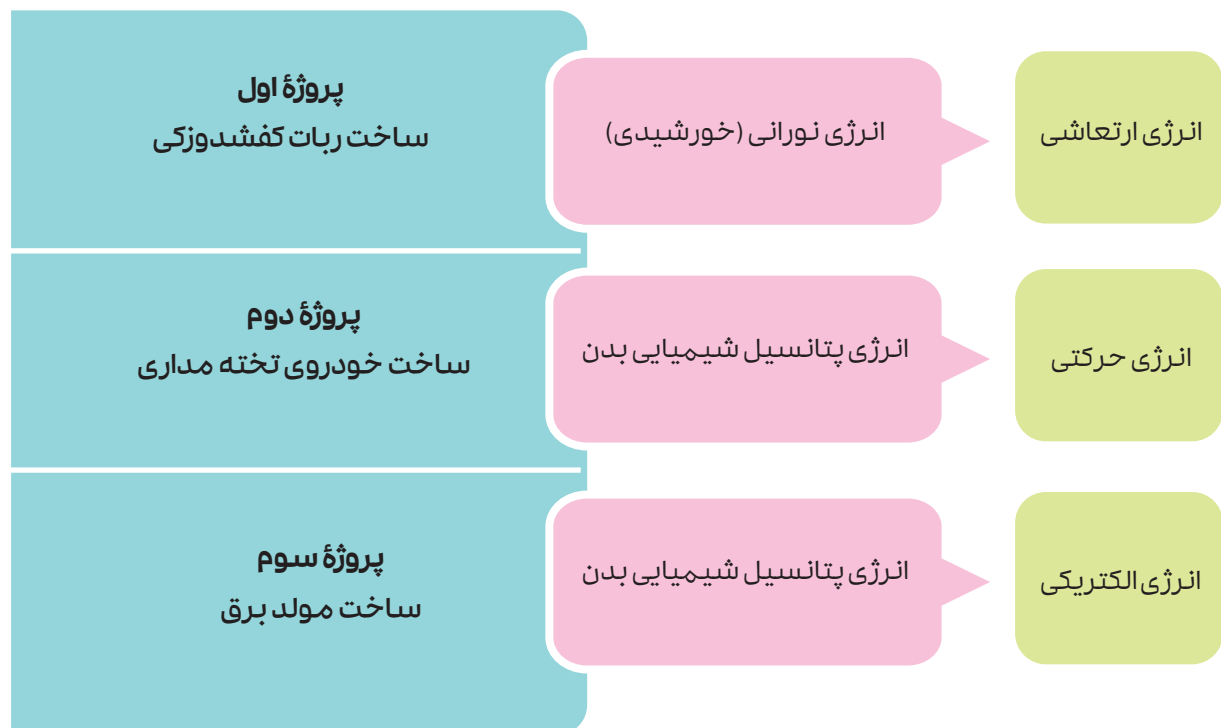 پروژهٔ اول
ساخت ربات کفشدوزکی
انرژی نورانی (خورشیدی)
انرژی ارتعاشی
پروژهٔ دوم
ساخت خودروی تخته مداری
انرژی پتانسیل شیمیایی بدن
انرژی حرکتی
پروژهٔ سوم
ساخت مولد برق
انرژی پتانسیل شیمیایی بدن
انرژی الکتریکی